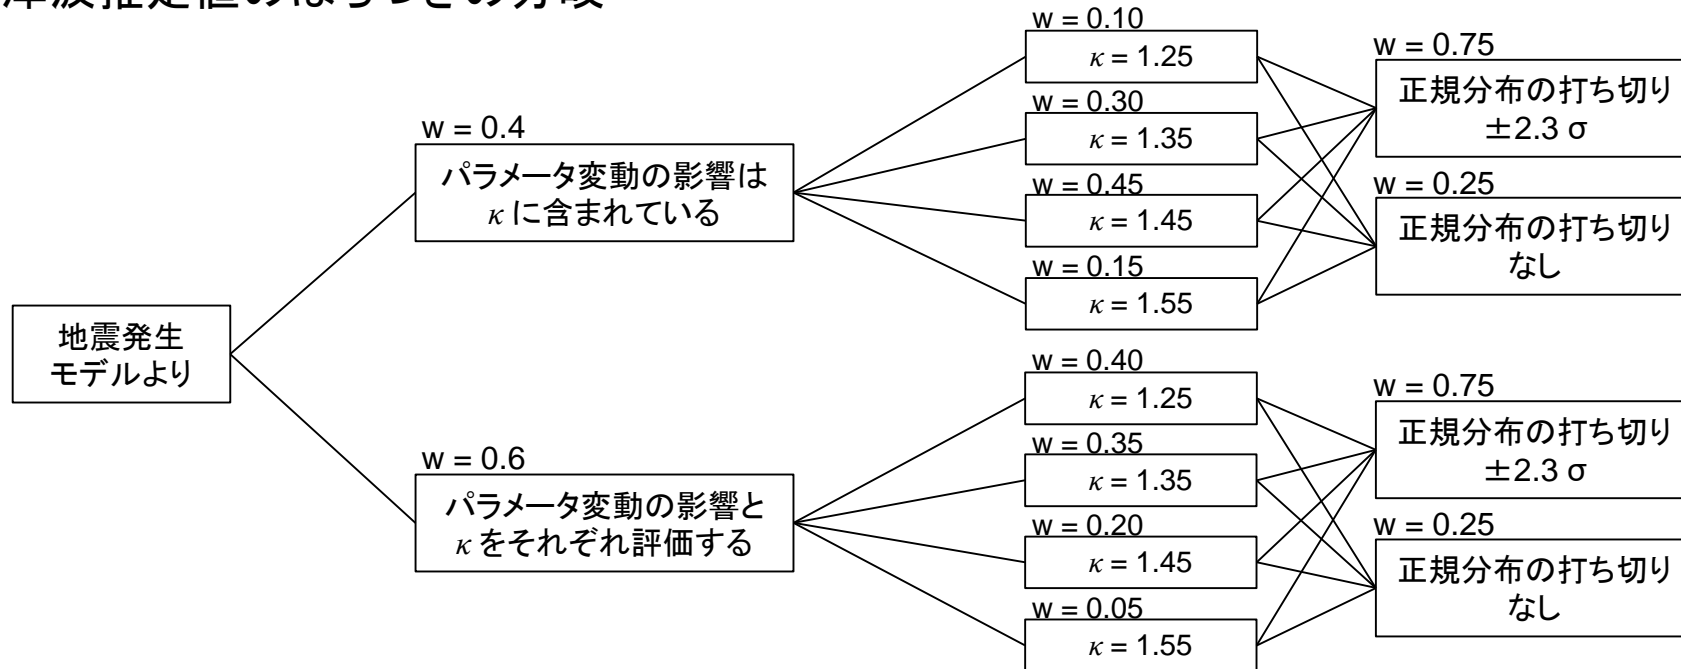 津波推定値のばらつきの分岐
w = 0.10
κ = 1.25
w = 0.30
κ = 1.35
w = 0.45
κ = 1.45
w = 0.15
κ = 1.55
w = 0.75
正規分布の打ち切り
±2.3 σ
w = 0.25
正規分布の打ち切り
なし
w = 0.4
パラメータ変動の影響は
κ に含まれている
地震発生
モデルより
w = 0.6
パラメータ変動の影響と
κ をそれぞれ評価する
w = 0.40
κ = 1.25
w = 0.35
κ = 1.35
w = 0.20
κ = 1.45
w = 0.05
κ = 1.55
w = 0.75
正規分布の打ち切り
±2.3 σ
w = 0.25
正規分布の打ち切り
なし